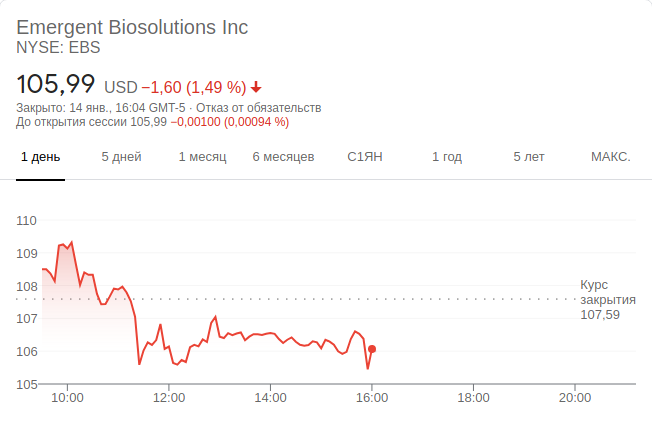 Emergent Biosolutions Inc
NYSE: EBS
105,99 USD −1,60 (1,49 %)
Закрыто: 14 янв., 16:04 GMT-5 · Отказ от обязательств
До открытия сессии 105,99 −0,00100 (0,00094 %)
1 день 5 дней 1 месяц 6 месяцев С1ЯН 1 год 5 лет МАКС.
110
109
108
107
106
105
Курс
закрытия
107,59
10:00 12:00 14:00 16:00 18:00 20:00